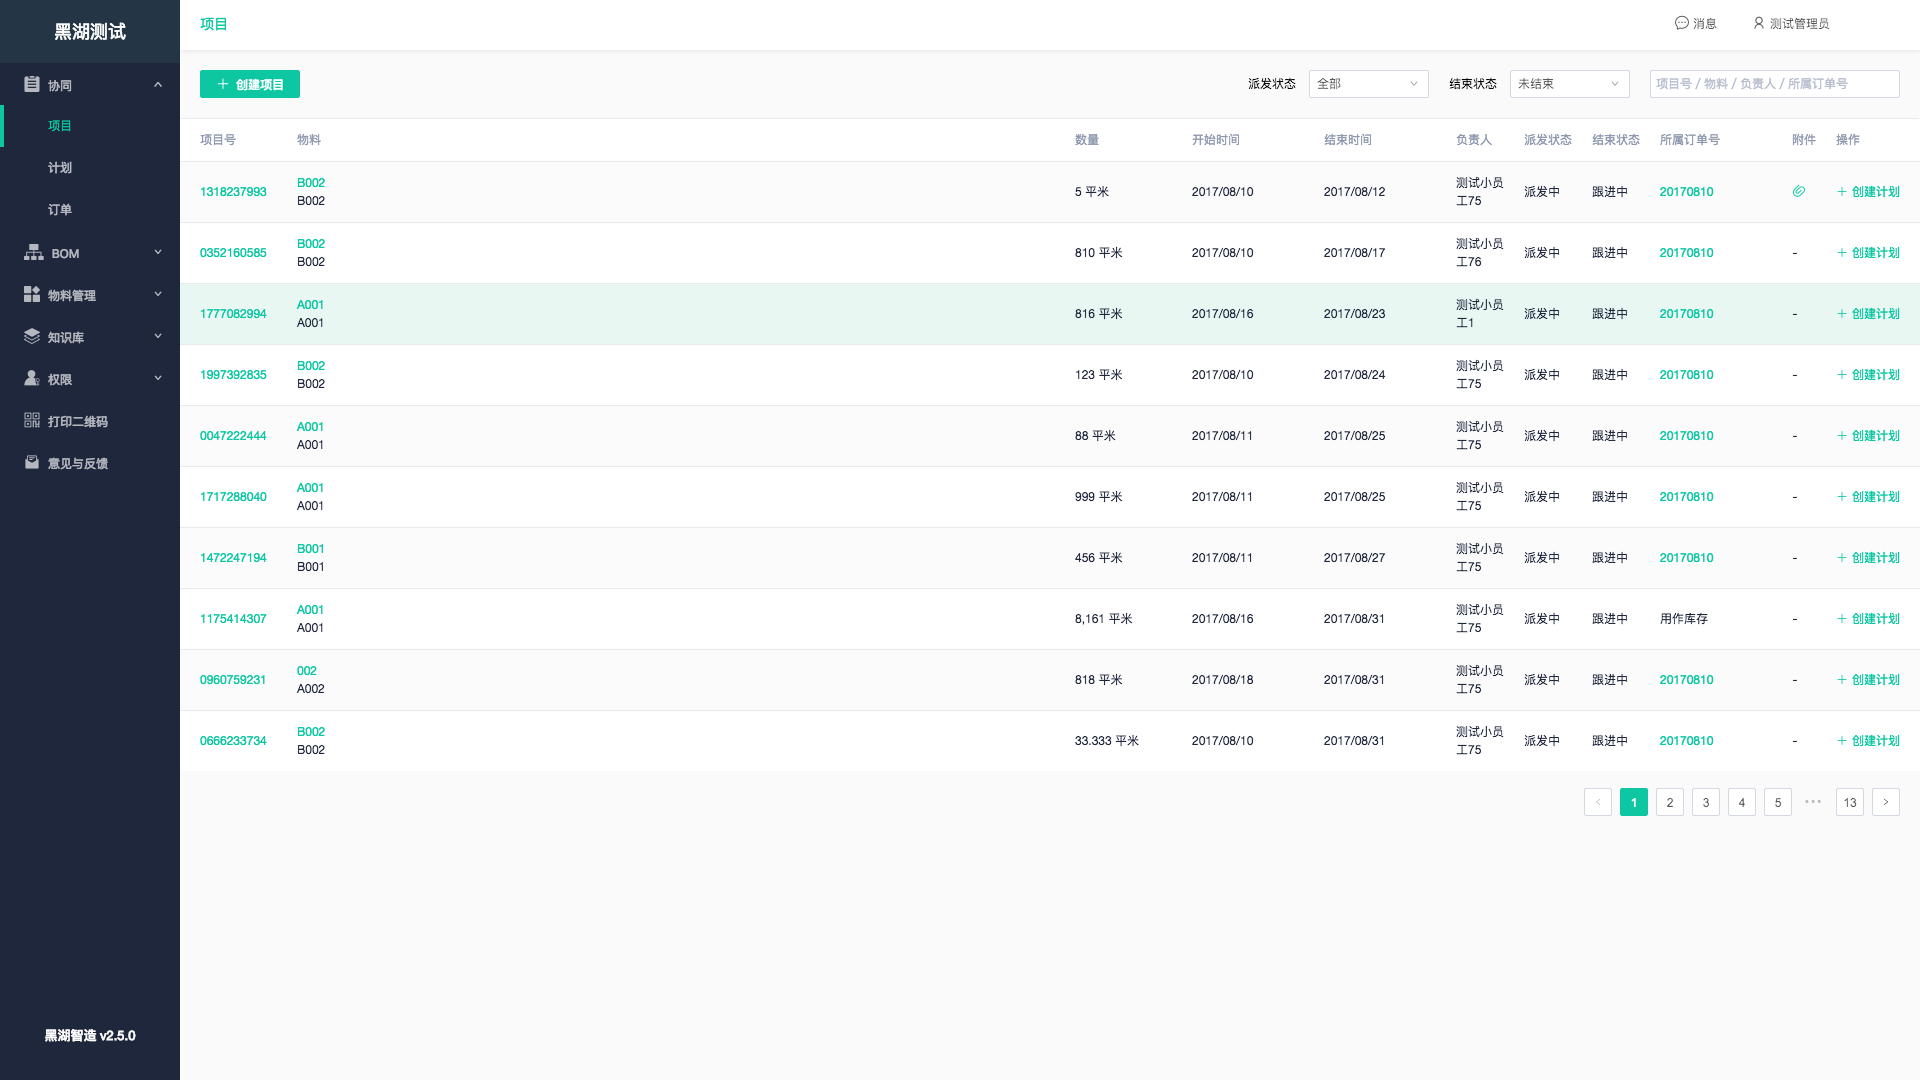 黑湖测试
协同
项目
计划
订单
BOM
物料管理
知识库
权限
打印二维码
意见与反馈
黑湖智造 v2.5.0
项目
消息
测试管理员
创建项目
派发状态 全部
结束状态 未结束
项目号 / 物料 / 负责人 / 所属订单号
项目号 物料 数量 开始时间 结束时间 负责人 派发状态 结束状态 所属订单号 附件 操作
B002 测试小员
1318237993 5 平米 2017/08/10 2017/08/12 派发中 跟进中 20170810 创建计划
B002 工75
B002 测试小员
0352160585 810 平米 2017/08/10 2017/08/17 派发中 跟进中 20170810 - 创建计划
B002 工76
A001 测试小员
1777082994 816 平米 2017/08/16 2017/08/23 派发中 跟进中 20170810 - 创建计划
A001 工1
B002 测试小员
1997392835 123 平米 2017/08/10 2017/08/24 派发中 跟进中 20170810 - 创建计划
B002 工75
A001 测试小员
0047222444 88 平米 2017/08/11 2017/08/25 派发中 跟进中 20170810 - 创建计划
A001 工75
A001 测试小员
1717288040 999 平米 2017/08/11 2017/08/25 派发中 跟进中 20170810 - 创建计划
A001 工75
B001 测试小员
1472247194 456 平米 2017/08/11 2017/08/27 派发中 跟进中 20170810 - 创建计划
B001 工75
A001 测试小员
1175414307 8,161 平米 2017/08/16 2017/08/31 派发中 跟进中 用作库存 - 创建计划
A001 工75
002 测试小员
0960759231 818 平米 2017/08/18 2017/08/31 派发中 跟进中 20170810 - 创建计划
A002 工75
B002 测试小员
0666233734 33.333 平米 2017/08/10 2017/08/31 派发中 跟进中 20170810 - 创建计划
B002 工75
1 2 3 4 5 ••• 13